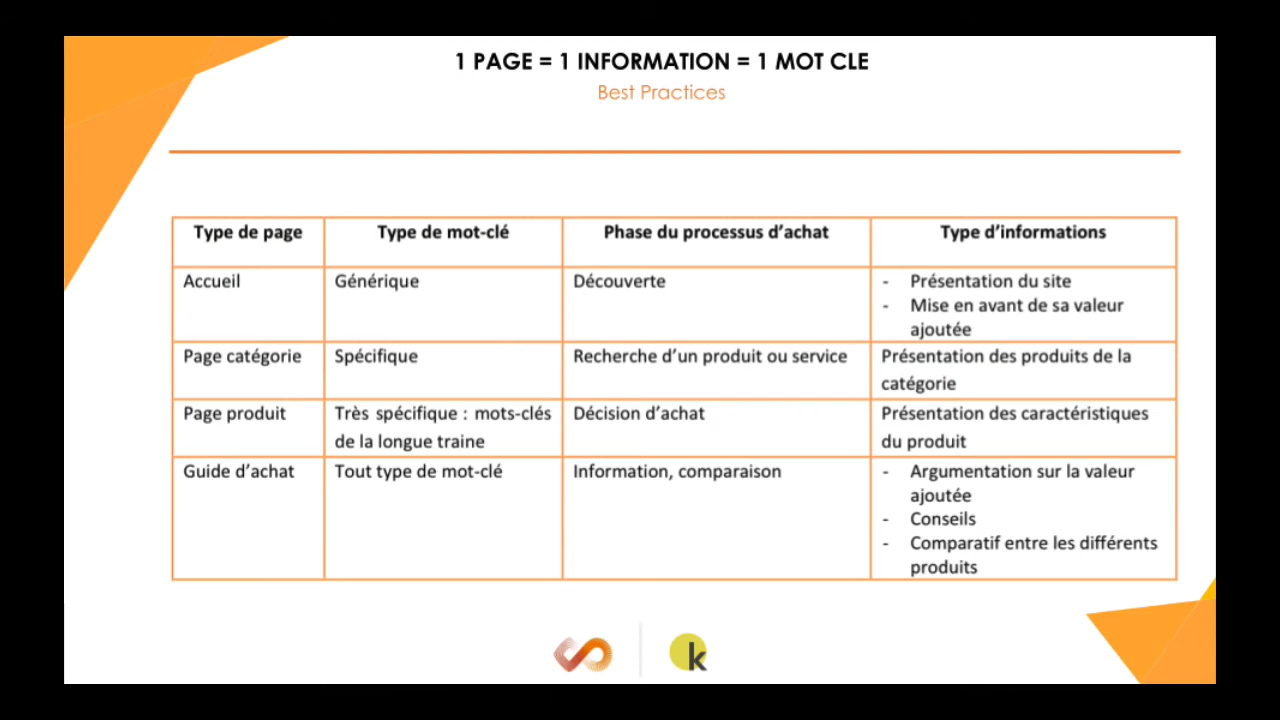 1 PAGE = 1 INFORMATION = 1 MOT CLE
Best Practices
Type de page
Type de mot-clé
Phase du processus d'achat
Type d'informations
Accueil
Générique
Découverte
- Présentation du site
- Mise en avant de sa valeur
ajoutée
Page catégorie
Spécifique
Recherche d'un produit ou service
Présentation des produits de la
catégorie
Page produit
Très spécifique : mots-clés
de la longue traine
Décision d'achat
Présentation des caractéristiques
du produit
Guide d'achat
Tout type de mot-clé
Information, comparaison
- Argumentation sur la valeur
ajoutée
- Conseils
- Comparatif entre les différents
produits
k